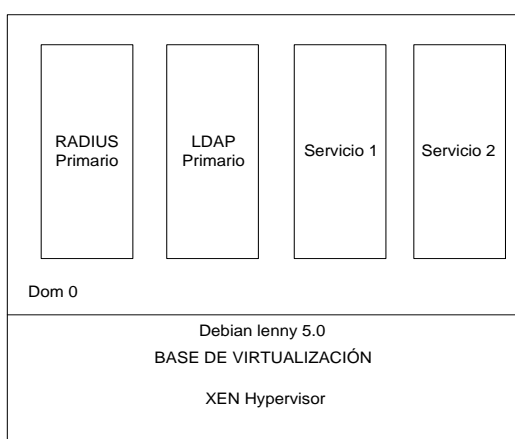 RADIUS
Primario
LDAP
Primario
Servicio 1
Servicio 2
Dom 0
Debian lenny 5.0
BASE DE VIRTUALIZACIÓN
XEN Hypervisor